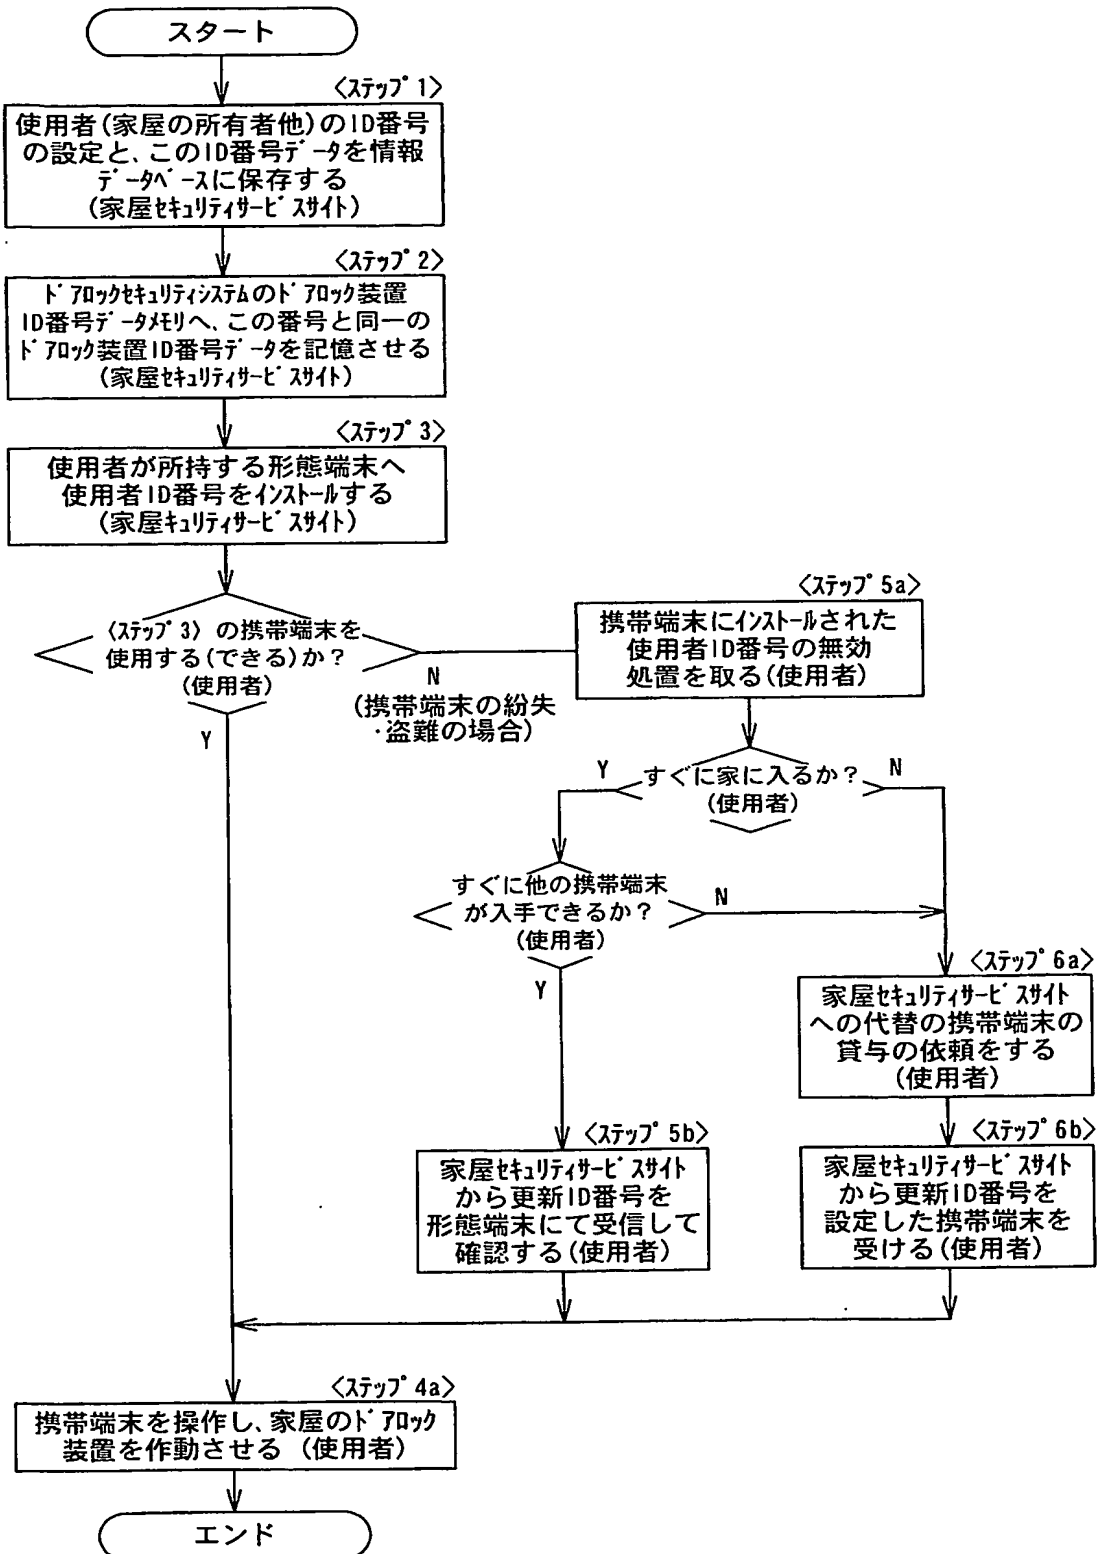 スタート
〈ステップ 1〉
使用者(家屋の所有者他)のID番号
の設定と、このID番号データを情報
データベースに保存する
(家屋セキュリティサービスサイト)
〈ステップ 2〉
ドアロックセキュリティシステムのドアロック装置
ID番号データメモリへ、この番号と同一の
ドアロック装置ID番号データを記憶させる
(家屋セキュリティサービスサイト)
〈ステップ 3〉
使用者が所持する形態端末へ
使用者ID番号をインストールする
(家屋キュリティサービスサイト)
〈ステップ 3〉の携帯端末を
使用する(できる)か？
(使用者)
N
(携帯端末の紛失
・盗難の場合)
Y
〈ステップ 5a〉
携帯端末にインストールされた
使用者ID番号の無効
処置を取る(使用者)
Y
すぐに家に入るか？
(使用者)
N
すぐに他の携帯端末
が入手できるか？
(使用者)
N
Y
〈ステップ 6a〉
家屋セキュリティサービスサイト
への代替の携帯端末の
貸与の依頼をする
(使用者)
〈ステップ 5b〉
家屋セキュリティサービスサイト
から更新ID番号を
形態端末にて受信して
確認する(使用者)
〈ステップ 6b〉
家屋セキュリティサービスサイト
から更新ID番号を
設定した携帯端末を
受ける(使用者)
〈ステップ 4a〉
携帯端末を操作し、家屋のドアロック
装置を作動させる (使用者)
エンド